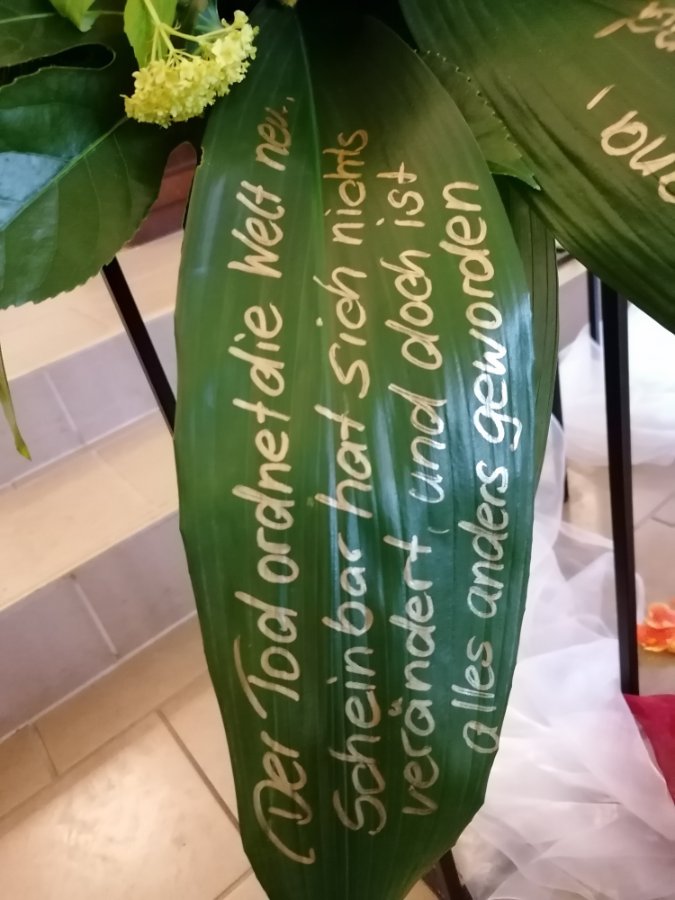 Der Tod ordnet die Welt neu.
Scheinbar hat sich nichts
verändert, und doch ist
alles anders geworden